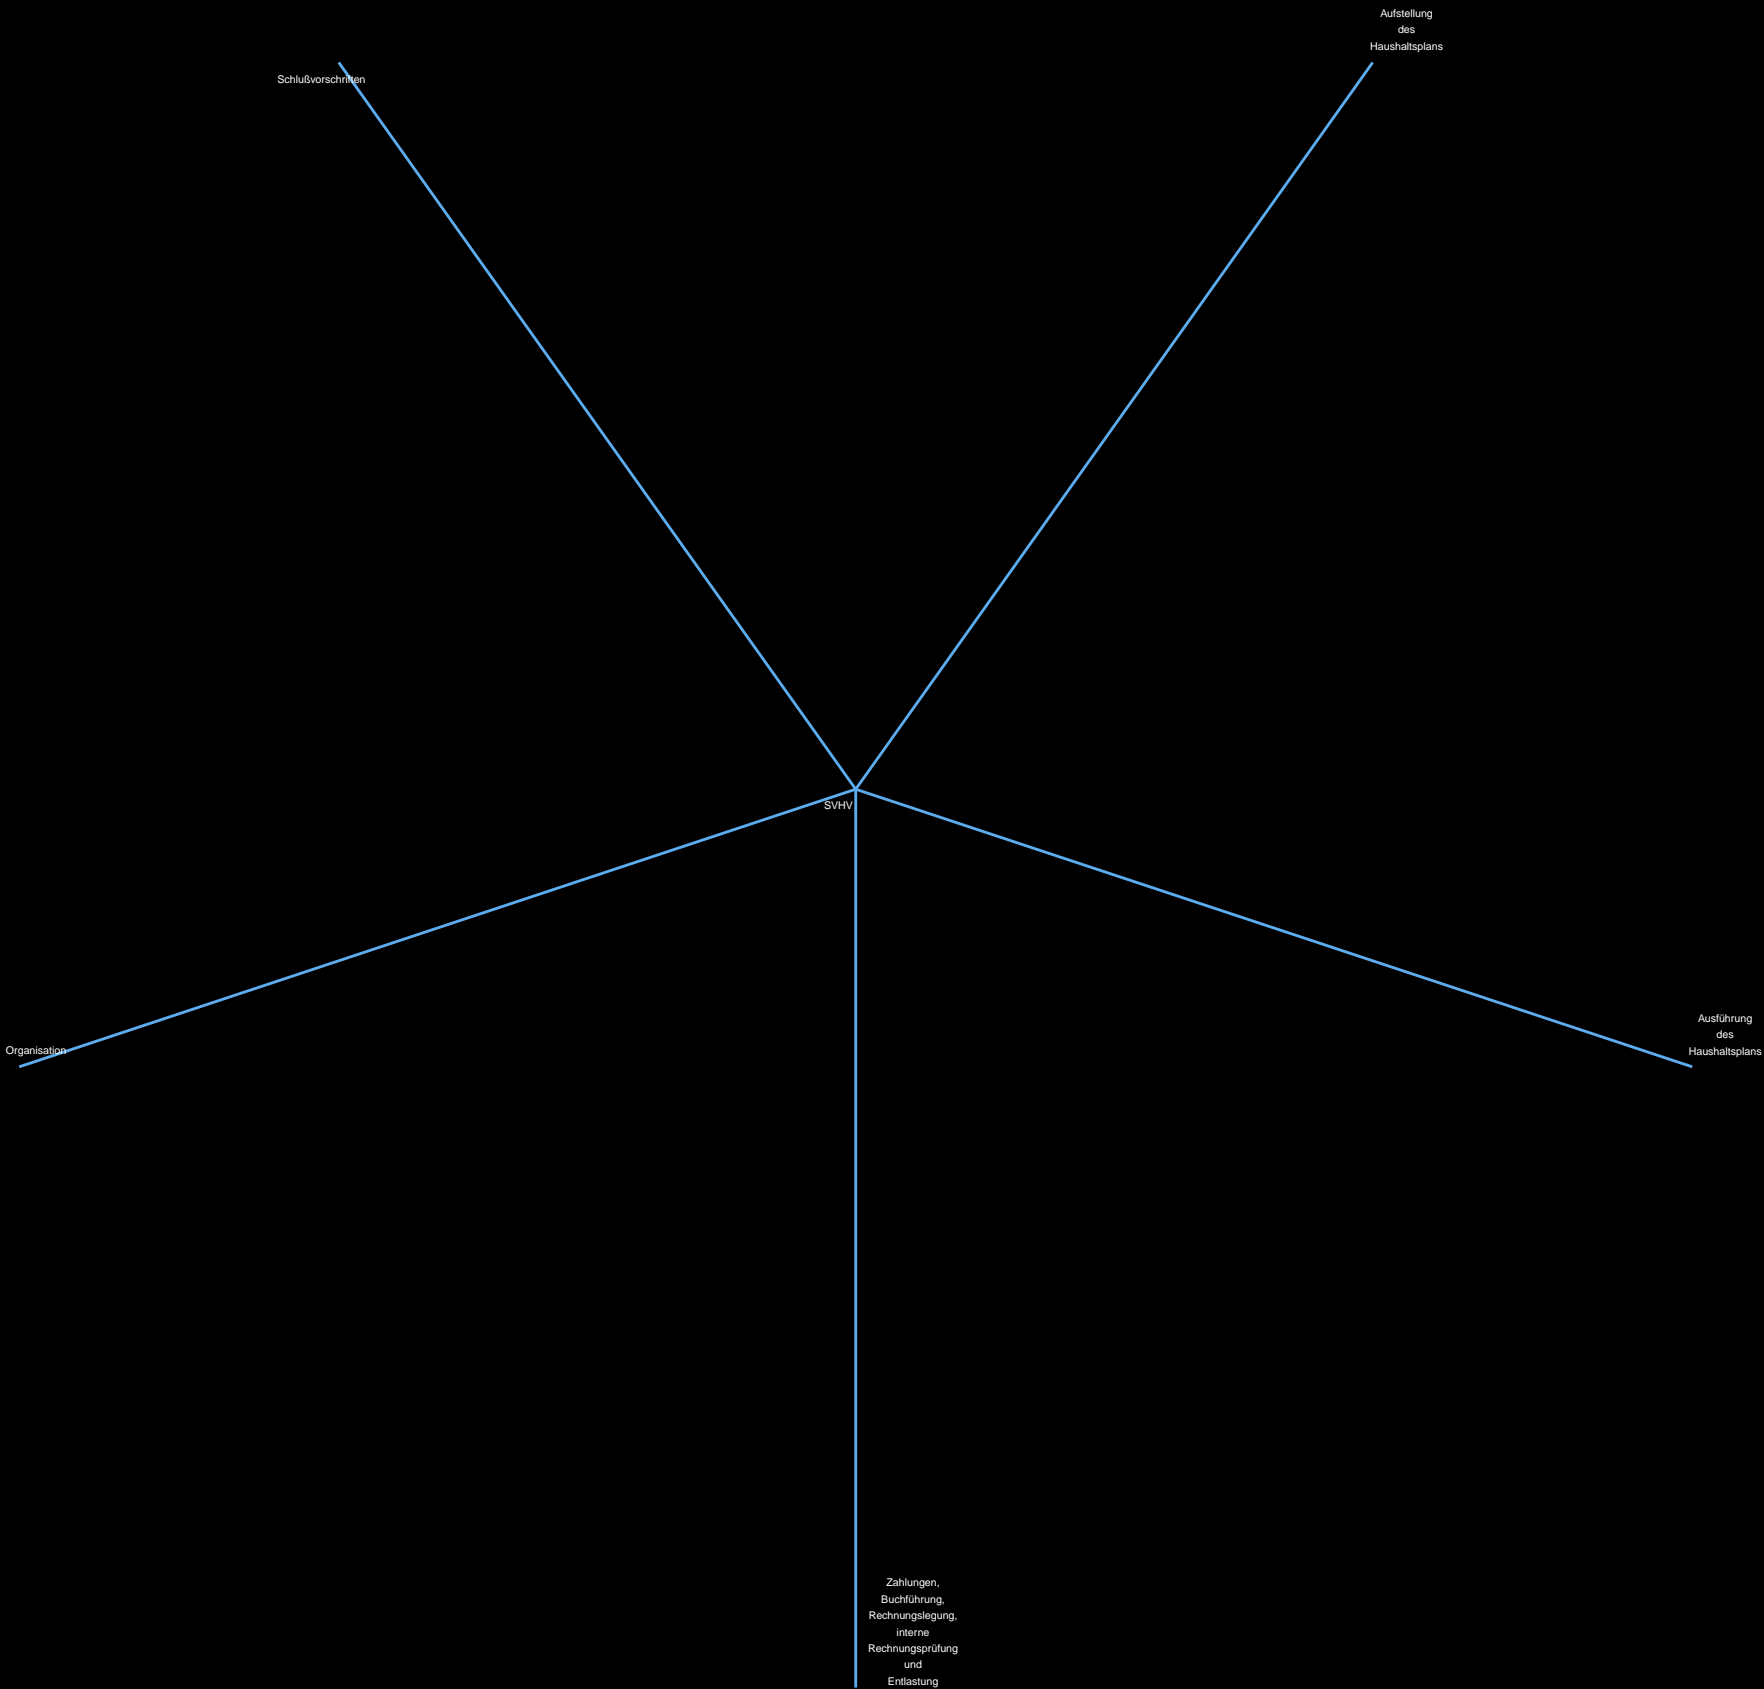 Aufstellung
des
Haushaltsplans
Schlußvorschriften
SVHV
Ausführung
des
Haushaltsplans
Organisation
Zahlungen,
Buchführung,
Rechnungslegung,
interne
Rechnungsprüfung
und
Entlastung